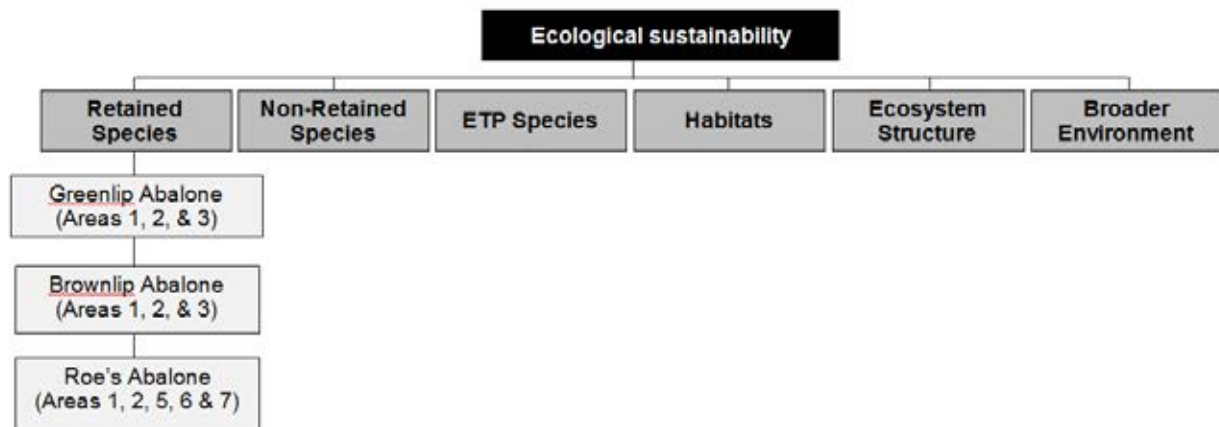 Ecological sustainability
Retained
Species
Non-Retained
Species
ETP Species
Habitats
Ecosystem
Structure
Broader
Environment
Greenlip Abalone
(Areas 1, 2, & 3)
Brownlip Abalone
(Areas 1, 2, & 3)
Roe's Abalone
(Areas 1, 2, 5, 6 & 7)